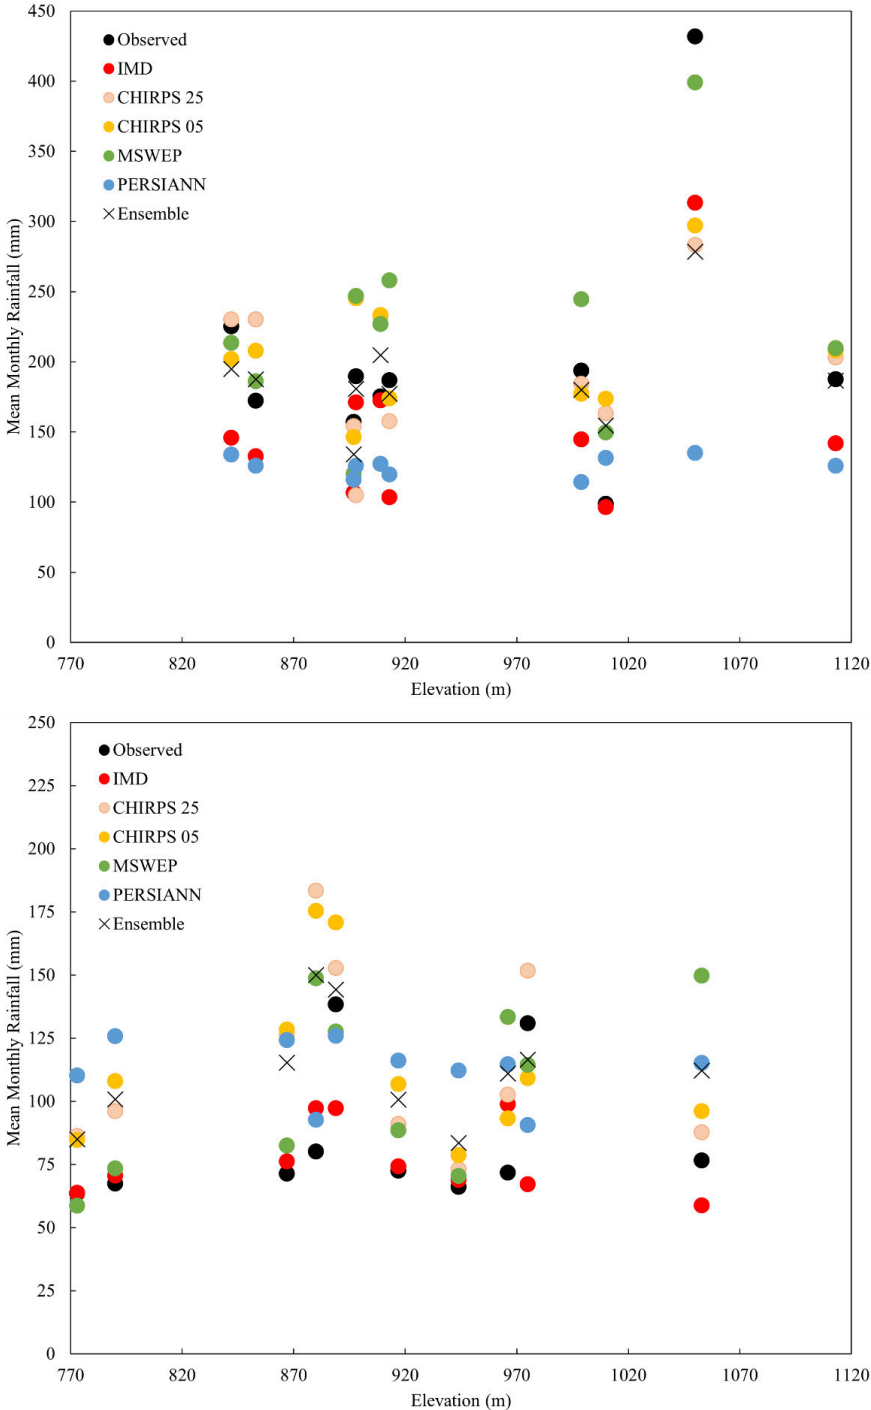 450
400
350
300
250
200
150
100
50
0
Mean Monthly Rainfall (mm)
Observed
IMD
CHIRPS 25
CHIRPS 05
MSWEP
PERSIANN
Ensemble
770 820 870 920 970 1020 1070 1120
Elevation (m)
250
225
200
175
150
125
100
75
50
25
0
Mean Monthly Rainfall (mm)
Observed
IMD
CHIRPS 25
CHIRPS 05
MSWEP
PERSIANN
Ensemble
770 820 870 920 970 1020 1070 1120
Elevation (m)